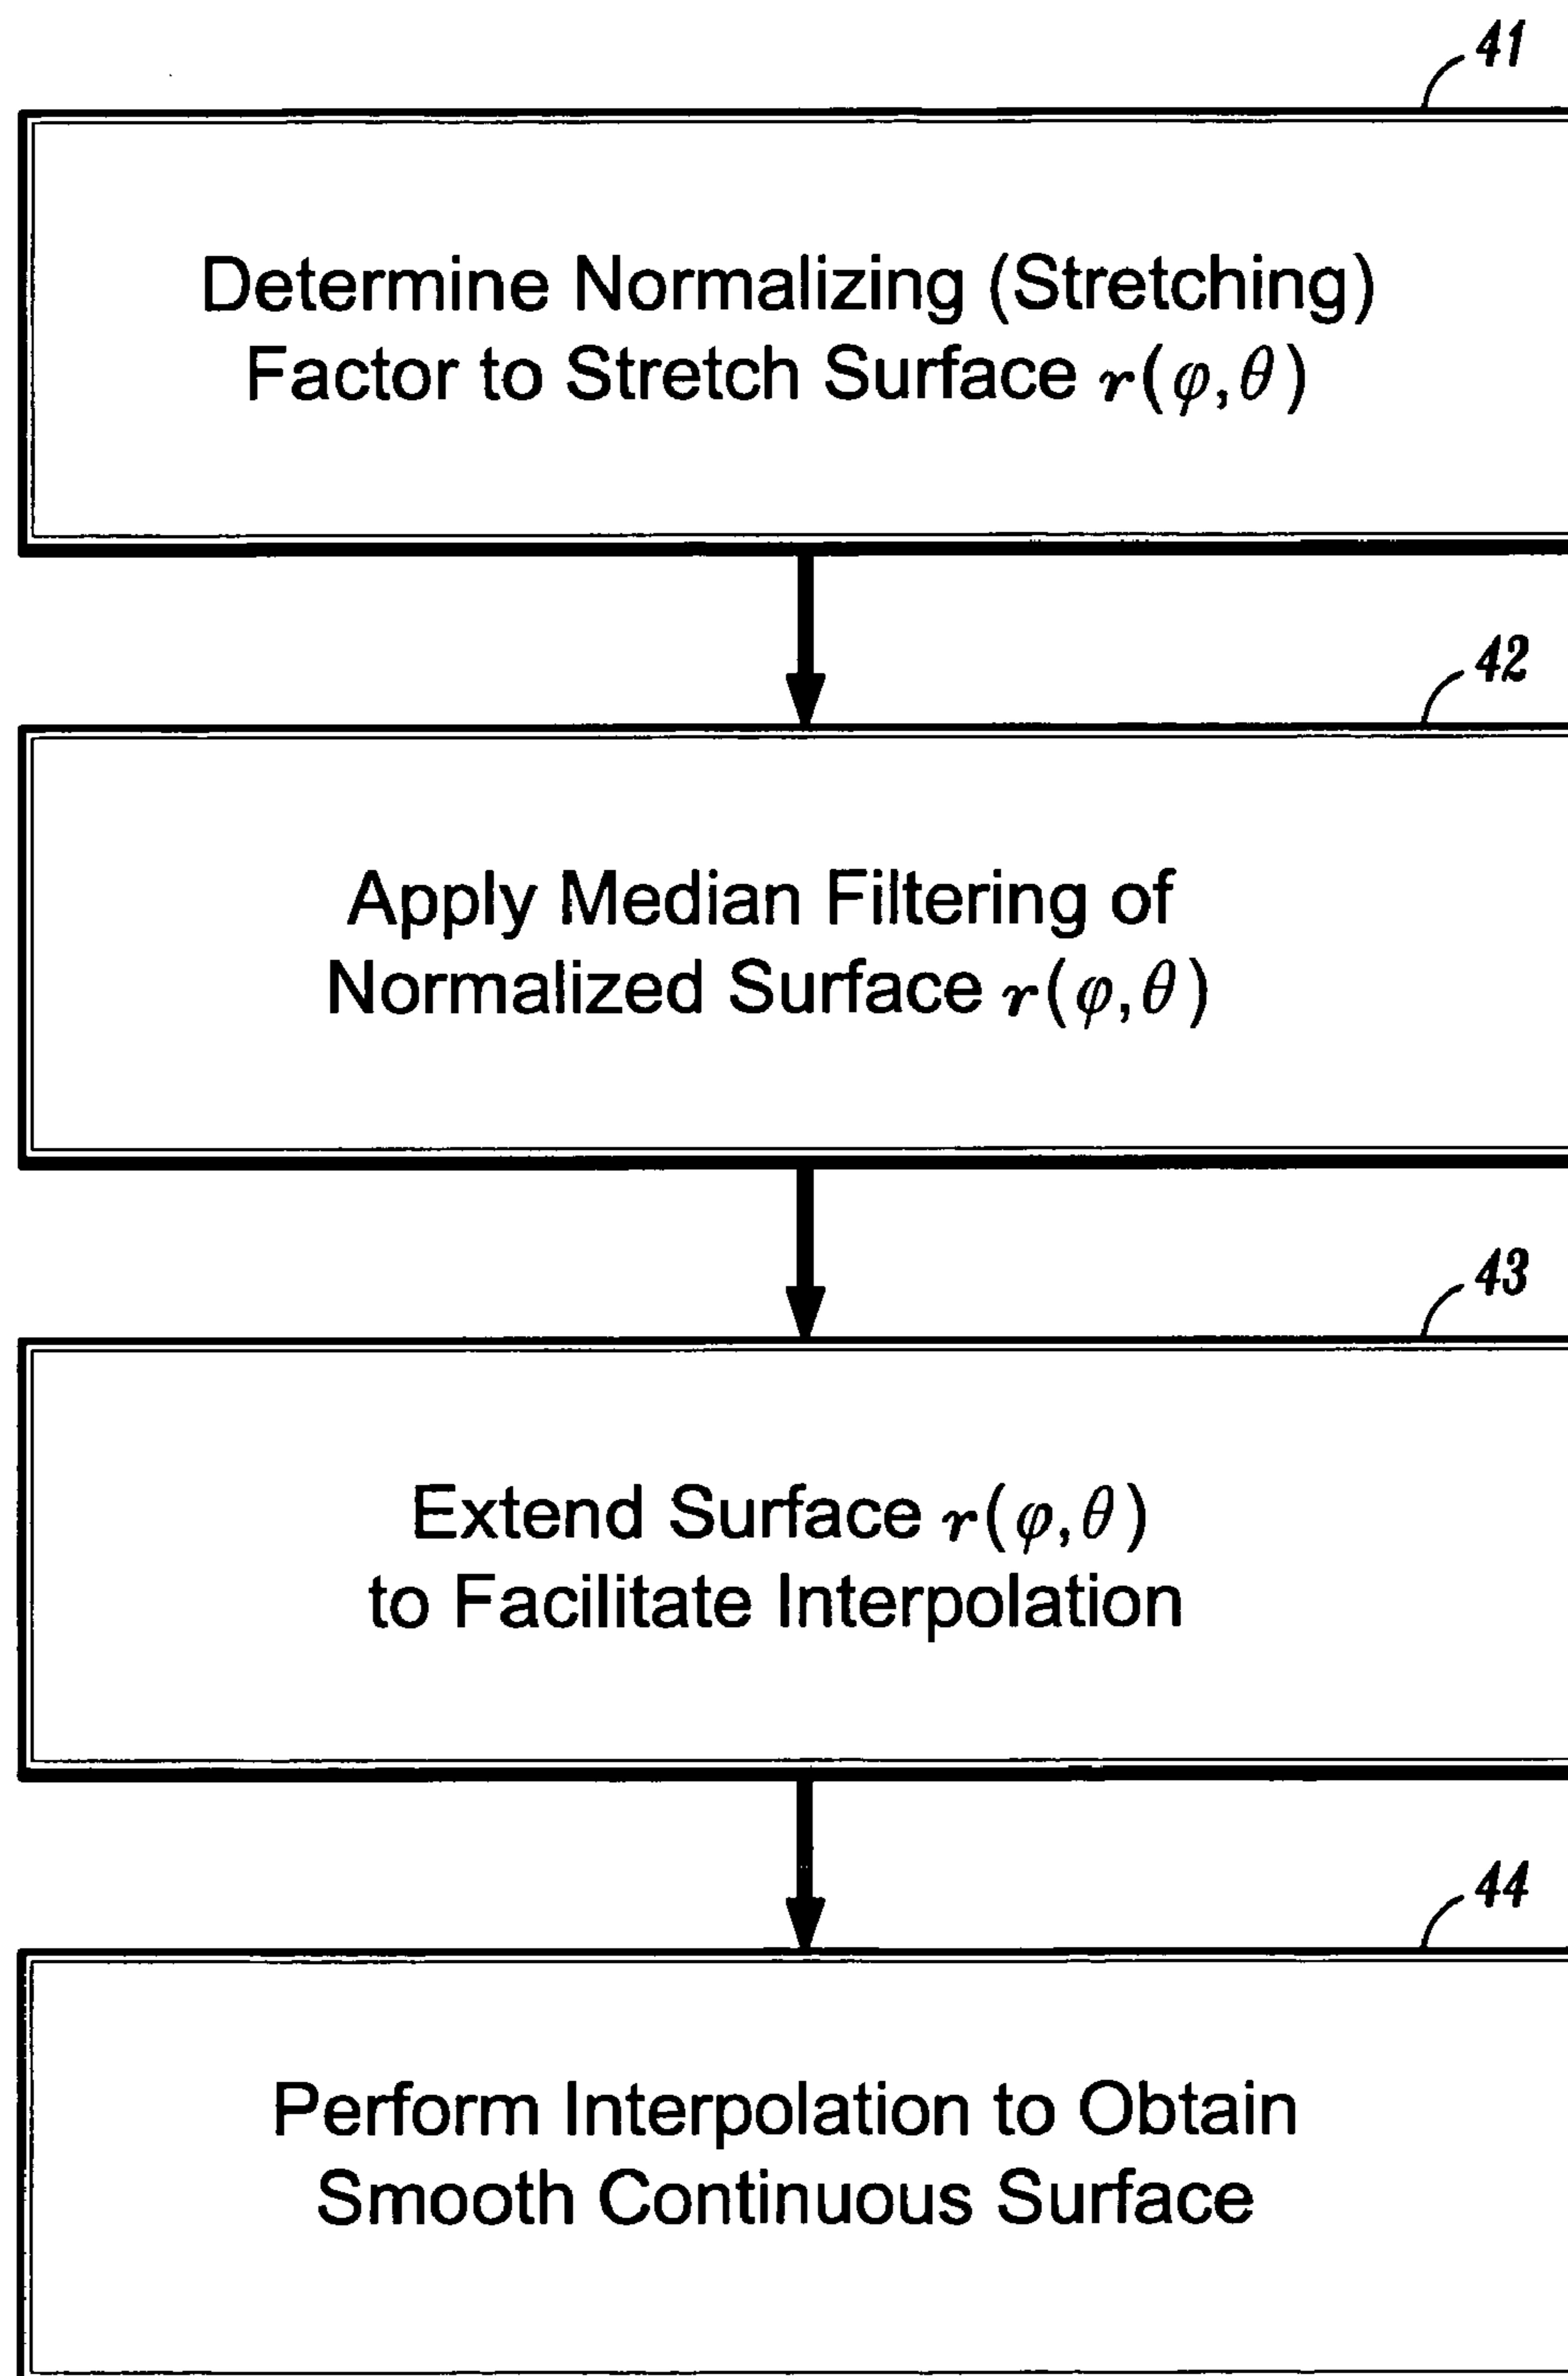 41
Determine Normalizing (Stretching)
Factor to Stretch Surface r(φ,θ)
42
Apply Median Filtering of
Normalized Surface r(φ,θ)
43
Extend Surface r(φ,θ)
to Facilitate Interpolation
44
Perform Interpolation to Obtain
Smooth Continuous Surface